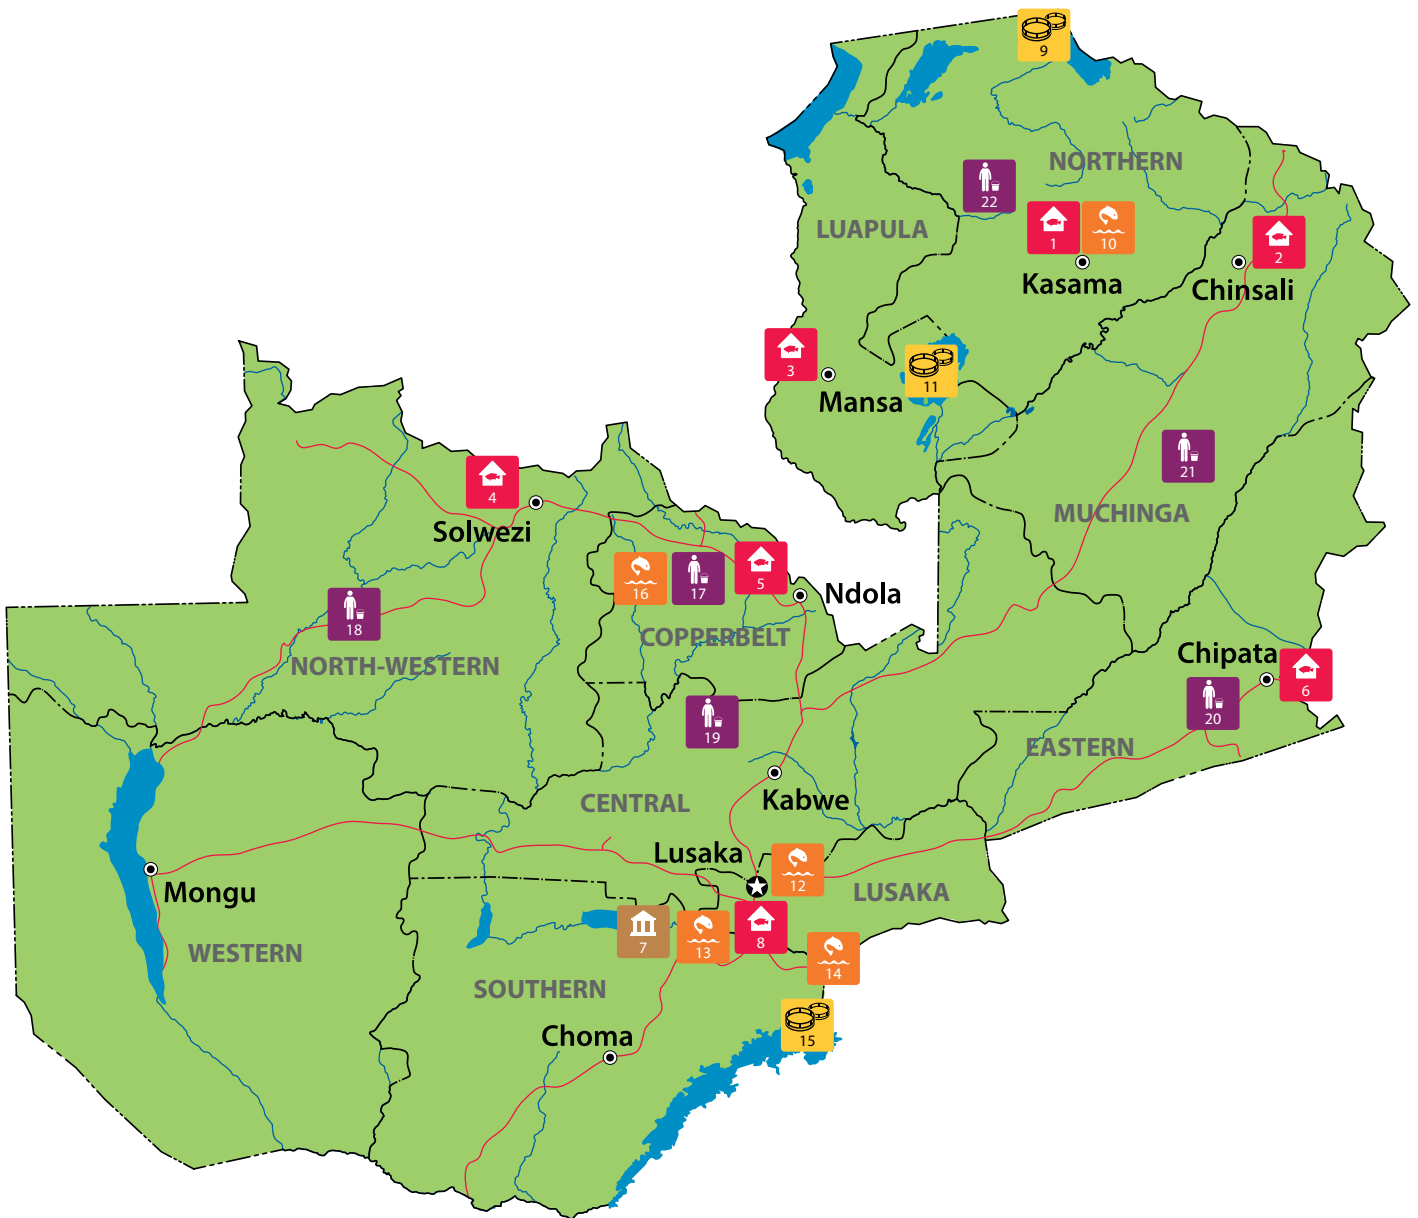 9
NORTHERN
22
LUAPULA
1
10
2
Kasama
Chinsali
3
11
Mansa
21
4
MUCHINGA
Solwezi
16
17
5
Ndola
18
COPPERBELT
NORTH-WESTERN
Chipata
6
20
19
EASTERN
CENTRAL
Kabwe
Lusaka
12
LUSAKA
Mongu
7
13
8
WESTERN
14
SOUTHERN
15
Choma